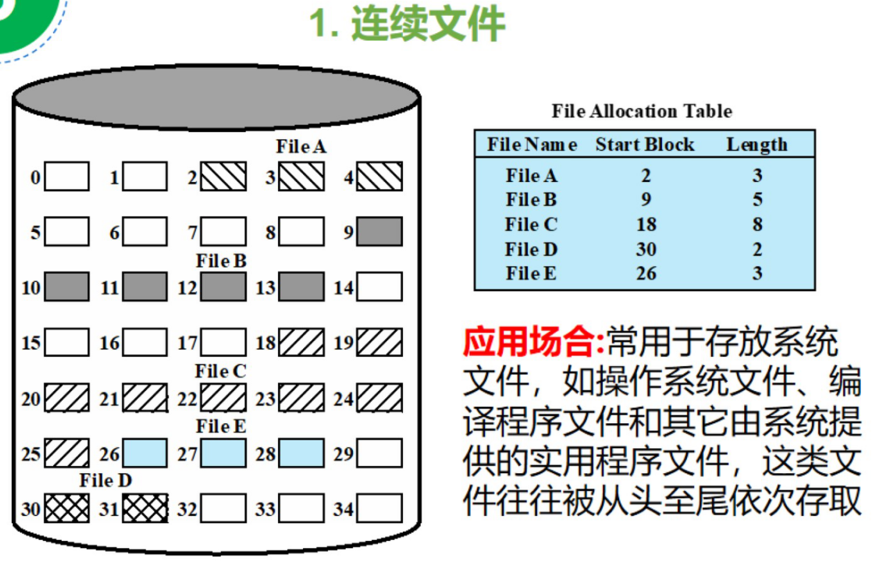 1. 连续文件
File A
0 1 2 3 4
5 6 7 8 9
File B
10 11 12 13 14
15 16 17 18 19
File C
20 21 22 23 24
File E
25 26 27 28 29
File D
30 31 32 33 34
File Allocation Table
File Name Start Block Length
File A 2 3
File B 9 5
File C 18 8
File D 30 2
File E 26 3
应用场合:常用于存放系统
文件，如操作系统文件、编
译程序文件和其它由系统提
供的实用程序文件，这类文
件往往被从头至尾依次存取